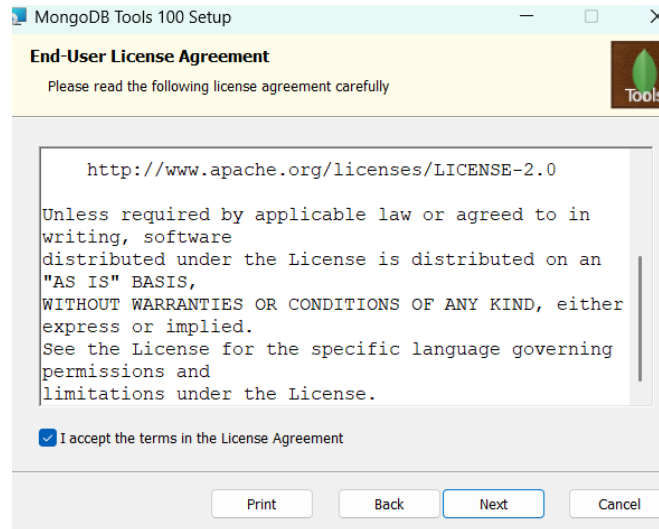 MongoDB Tools 100 Setup
End-User License Agreement
Please read the following license agreement carefully
Tools
http://www.apache.org/licenses/LICENSE-2.0
Unless required by applicable law or agreed to in
writing, software
distributed under the License is distributed on an
"AS IS" BASIS,
WITHOUT WARRANTIES OR CONDITIONS OF ANY KIND, either
express or implied.
See the License for the specific language governing
permissions and
limitations under the License.
I accept the terms in the License Agreement
Print
Back
Next
Cancel